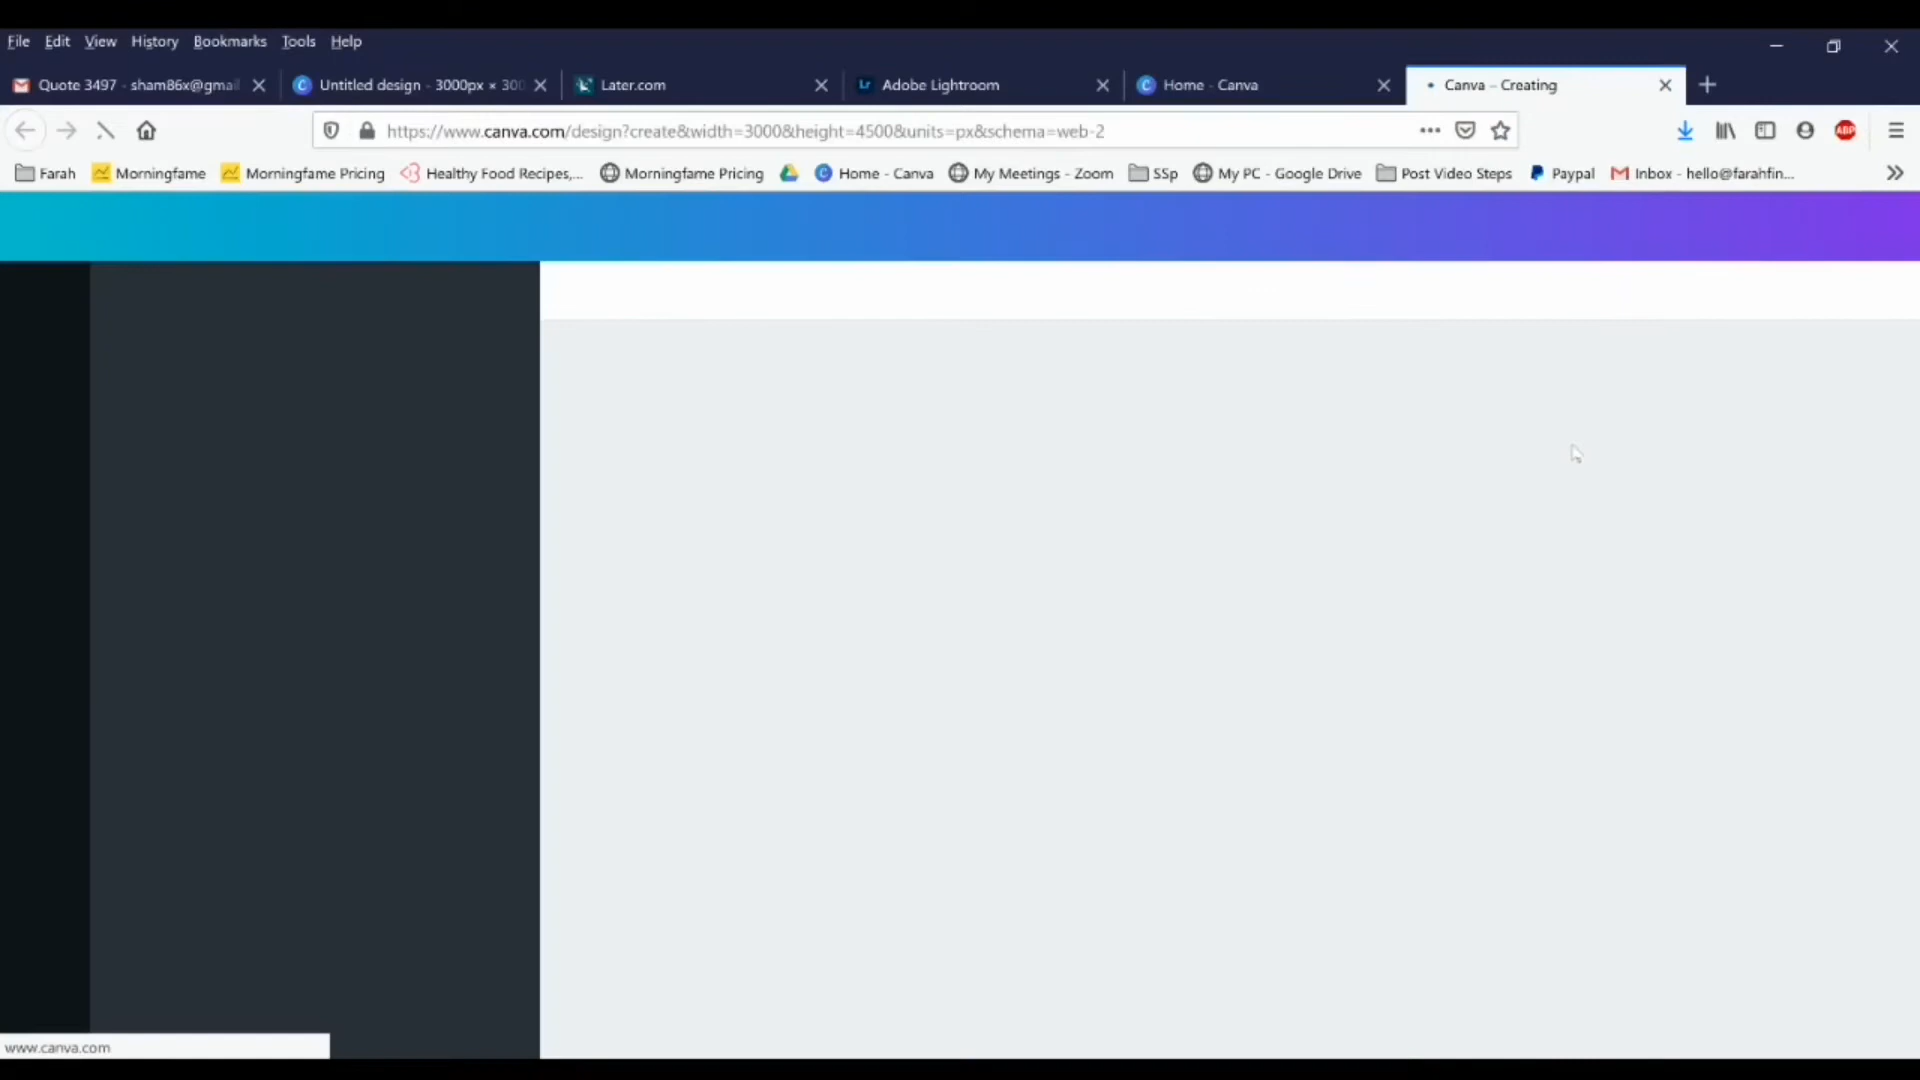 File Edit View History Bookmarks Tools Help
Quote 3497 - sham86x@gmail
Untitled design - 3000px × 300
Later.com
Lr Adobe Lightroom
C Home - Canva
Canva – Creating
https://www.canva.com/design?create&width=3000&height=4500&units=px&schema=web-2
ABP
Farah Morningfame Morningfame Pricing Healthy Food Recipes,... Morningfame Pricing Home - Canva My Meetings - Zoom SSp My PC - Google Drive Post Video Steps Paypal Inbox - hello@farahfin...
www.canva.com